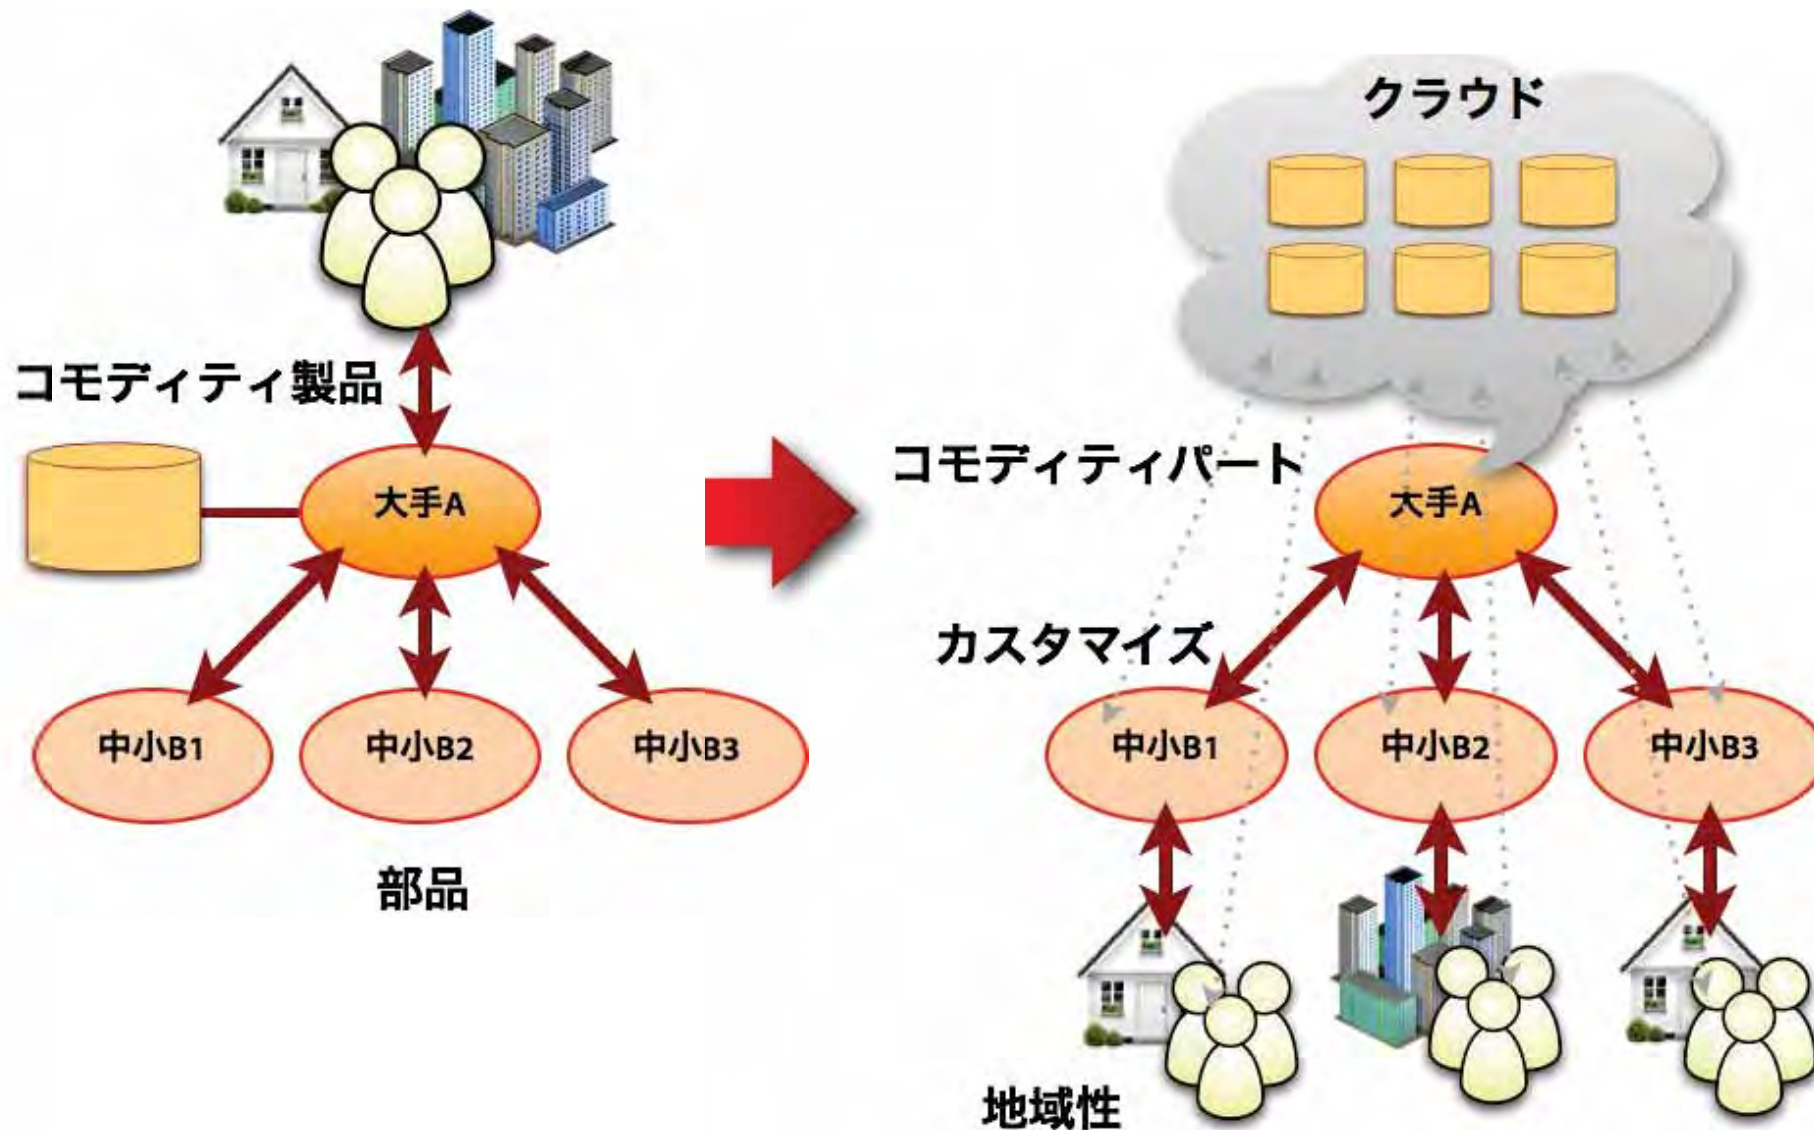 コモディティ製品
大手A
中小B1
中小B2
中小B3
部品
クラウド
コモディティパート
大手A
カスタマイズ
中小B1
中小B2
中小B3
地域性